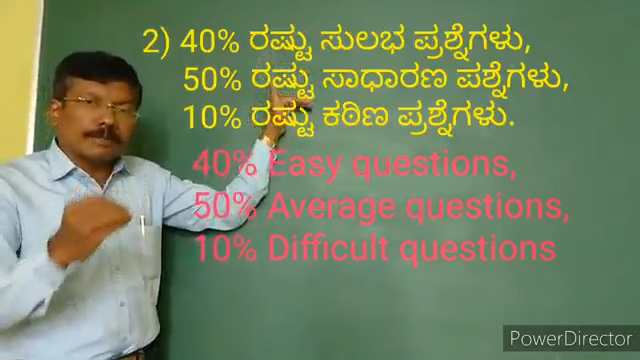 2) 40% ರಷ್ಟು ಸುಲಭ ಪ್ರಶ್ನೆಗಳು,
50% ರಷ್ಟು ಸಾಧಾರಣ ಪಶ್ನೆಗಳು,
10% ರಷ್ಟು ಕಠಿಣ ಪ್ರಶ್ನೆಗಳು.
40% Easy questions,
50% Average questions,
10% Difficult questions
PowerDirector